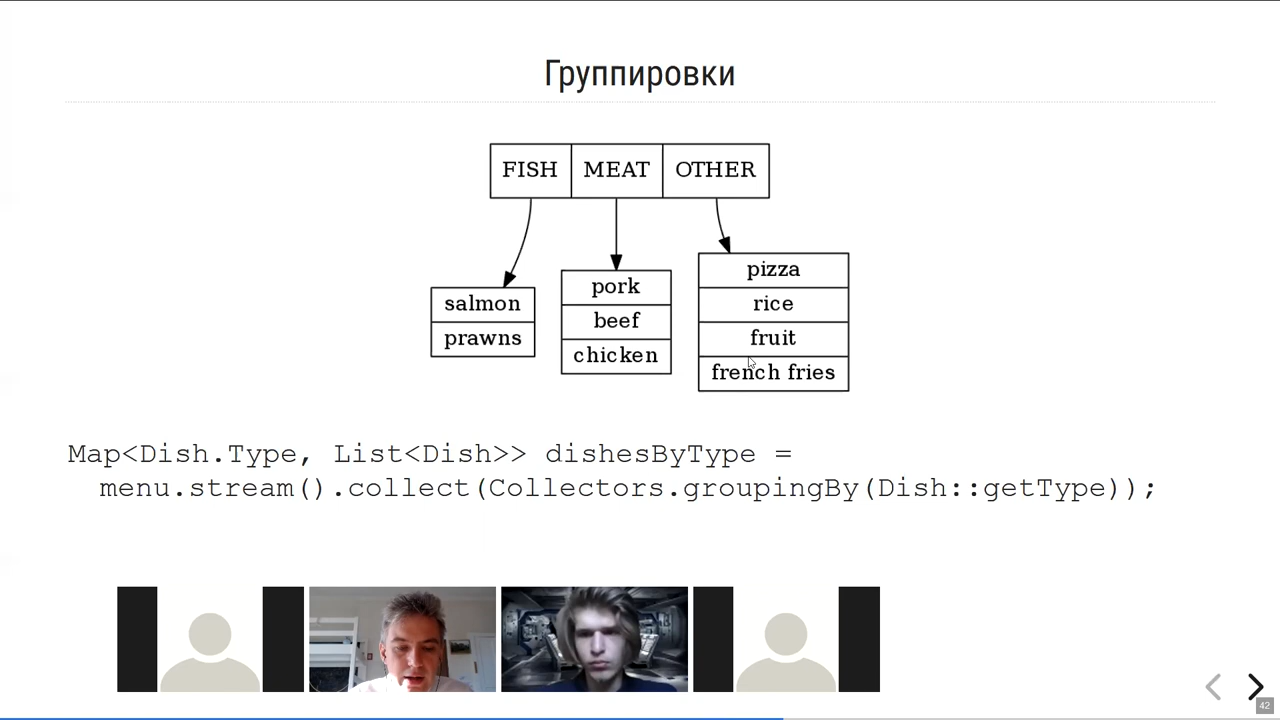 Группировки
FISH MEAT OTHER
salmon
prawns
pork
beef
chicken
pizza
rice
fruit
french fries
Map<Dish.Type, List<Dish>> dishesByType =
menu.stream().collect(Collectors.groupingBy(Dish::getType));
42